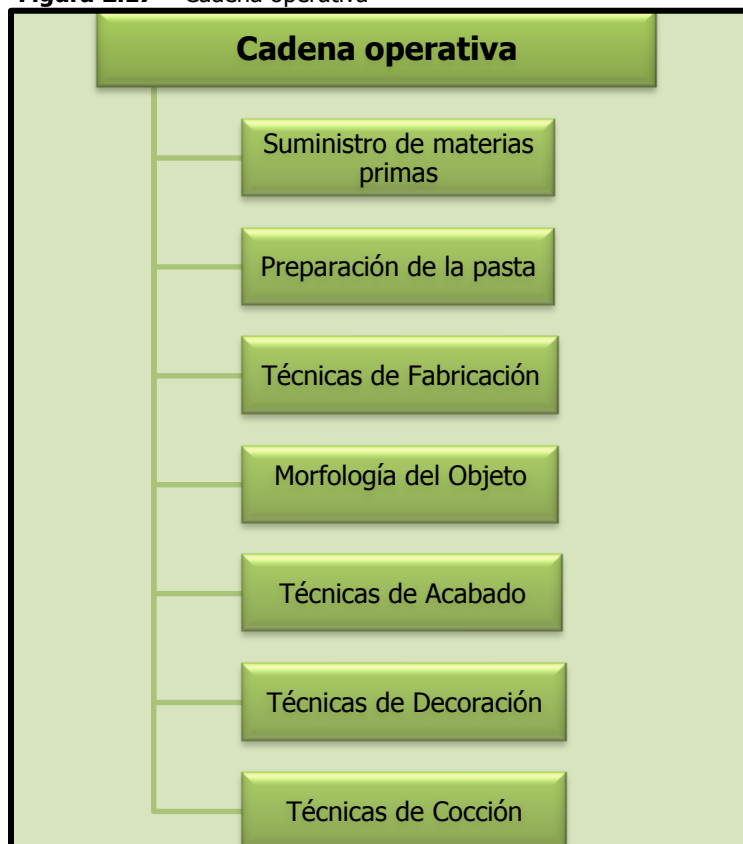 Cadena operativa
Suministro de materias
primas
Preparación de la pasta
Técnicas de Fabricación
Morfología del Objeto
Técnicas de Acabado
Técnicas de Decoración
Técnicas de Cocción